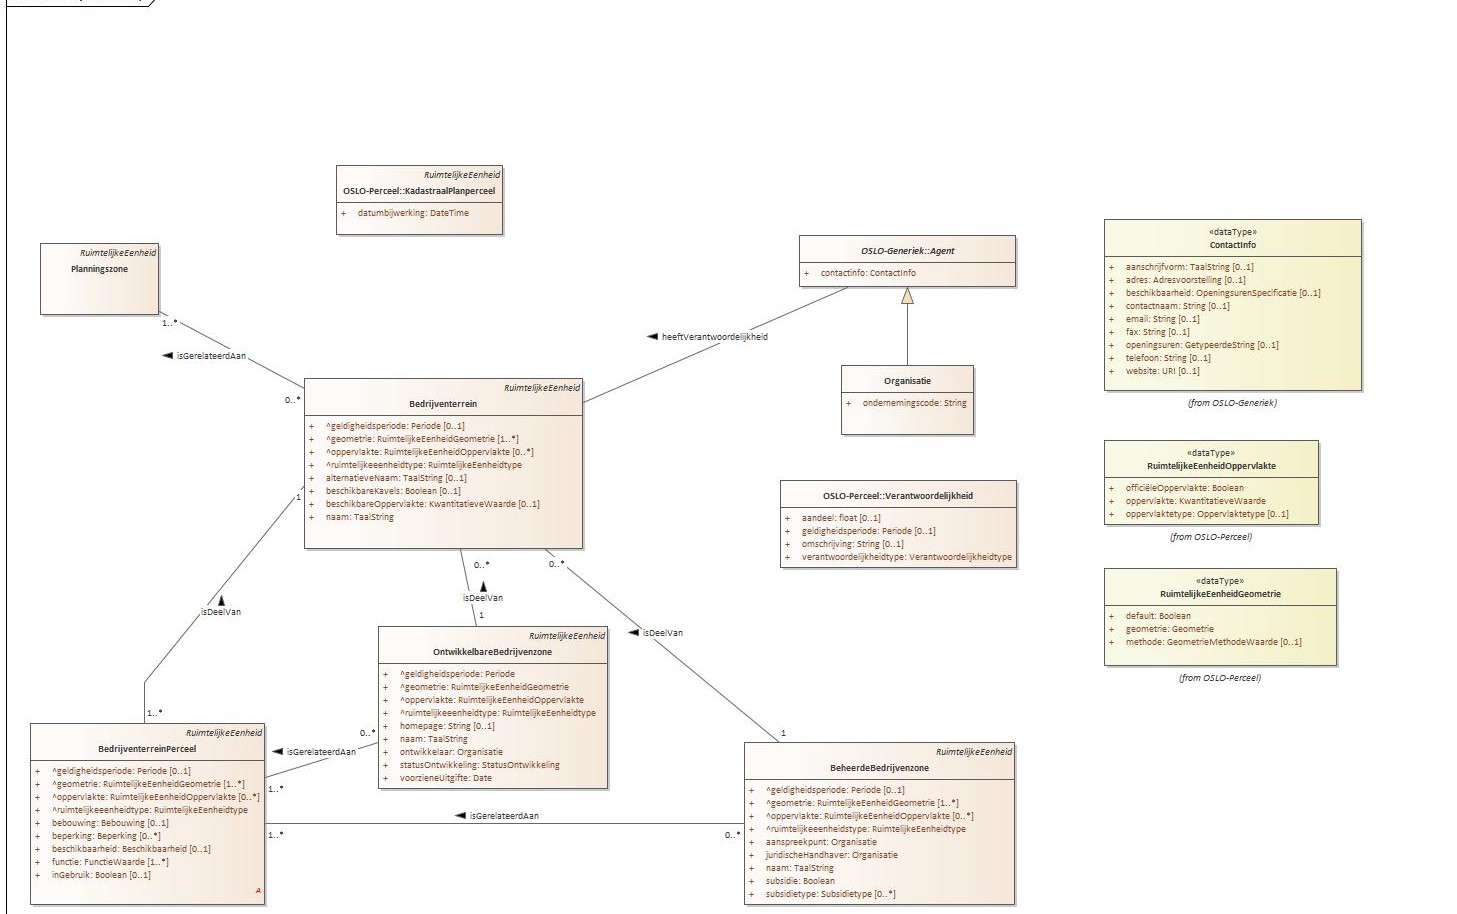 RuimtelijkeEenheid
OSLO-Perceel::KadastraalPlanperceel
+ datumbijwerking: DateTime
RuimtelijkeEenheid
Planningszone
1..*
isGerelateerdAan
0..*
OSLO-Generiek::Agent
+ contactinfo: ContactInfo
heeftVerantwoordelijkheid
Organisatie
+ ondernemingscode: String
«dataType»
ContactInfo
+ aanschrijfvorm: TaalString [0..1]
+ adres: Adresvoorstelling [0..1]
+ beschikbaarheid: OpeningsurenSpecificatie [0..1]
+ contactnaam: String [0..1]
+ email: String [0..1]
+ fax: String [0..1]
+ openingsuren: GetypeerdeString [0..1]
+ telefoon: String [0..1]
+ website: URI [0..1]
(from OSLO-Generiek)
RuimtelijkeEenheid
Bedrijventerrein
+ ^geldigheidsperiode: Periode [0..1]
+ ^geometrie: RuimtelijkeEenheidGeometrie [1..*]
+ ^oppervlakte: RuimtelijkeEenheidOppervlakte [0..*]
+ ^ruimtelijkeeenheidtype: RuimtelijkeEenheidtype
+ alternatieveNaam: TaalString [0..1]
+ beschikbareKavels: Boolean [0..1]
+ beschikbareOppervlakte: KwantitatieveWaarde [0..1]
+ naam: TaalString
OSLO-Perceel::Verantwoordelijkheid
+ aandeel: float [0..1]
+ geldigheidsperiode: Periode [0..1]
+ omschrijving: String [0..1]
+ verantwoordelijkheidtype: Verantwoordelijkheidtype
«dataType»
RuimtelijkeEenheidOppervlakte
+ officiëleOppervlakte: Boolean
+ oppervlakte: KwantitatieveWaarde
+ oppervlaktetype: Oppervlaktetype [0..1]
(from OSLO-Perceel)
«dataType»
RuimtelijkeEenheidGeometrie
+ default: Boolean
+ geometrie: Geometrie
+ methode: GeometrieMethodeWaarde [0..1]
(from OSLO-Perceel)
1
isDeelVan
1..*
0..*
isDeelVan
1
0..*
isDeelVan
1
RuimtelijkeEenheid
OntwikkelbareBedrijvenzone
+ ^geldigheidsperiode: Periode
+ ^geometrie: RuimtelijkeEenheidGeometrie
+ ^oppervlakte: RuimtelijkeEenheidOppervlakte
+ ^ruimtelijkeeenheidtype: RuimtelijkeEenheidtype
+ homepage: String [0..1]
+ naam: TaalString
+ ontwikkelaar: Organisatie
+ statusOntwikkeling: StatusOntwikkeling
+ voorzieneUitgifte: Date
0..*
isGerelateerdAan
1..*
RuimtelijkeEenheid
BedrijventerreinPerceel
+ ^geldigheidsperiode: Periode [0..1]
+ ^geometrie: RuimtelijkeEenheidGeometrie [1..*]
+ ^oppervlakte: RuimtelijkeEenheidOppervlakte [0..*]
+ ^ruimtelijkeeenheidtype: RuimtelijkeEenheidtype
+ bebouwing: Bebouwing [0..1]
+ beperking: Beperking [0..*]
+ beschikbaarheid: Beschikbaarheid [0..1]
+ functie: FunctieWaarde [1..*]
+ inGebruik: Boolean [0..1]
A
isGerelateerdAan
1..*
0..*
RuimtelijkeEenheid
BeheerdeBedrijvenzone
+ ^geldigheidsperiode: Periode [0..1]
+ ^geometrie: RuimtelijkeEenheidGeometrie [1..*]
+ ^oppervlakte: RuimtelijkeEenheidOppervlakte [0..*]
+ ^ruimtelijkeeenheidstype: RuimtelijkeEenheidtype
+ aanspreekpunt: Organisatie
+ juridischeHandhaver: Organisatie
+ naam: TaalString
+ subsidie: Boolean
+ subsidietype: Subsidietype [0..*]